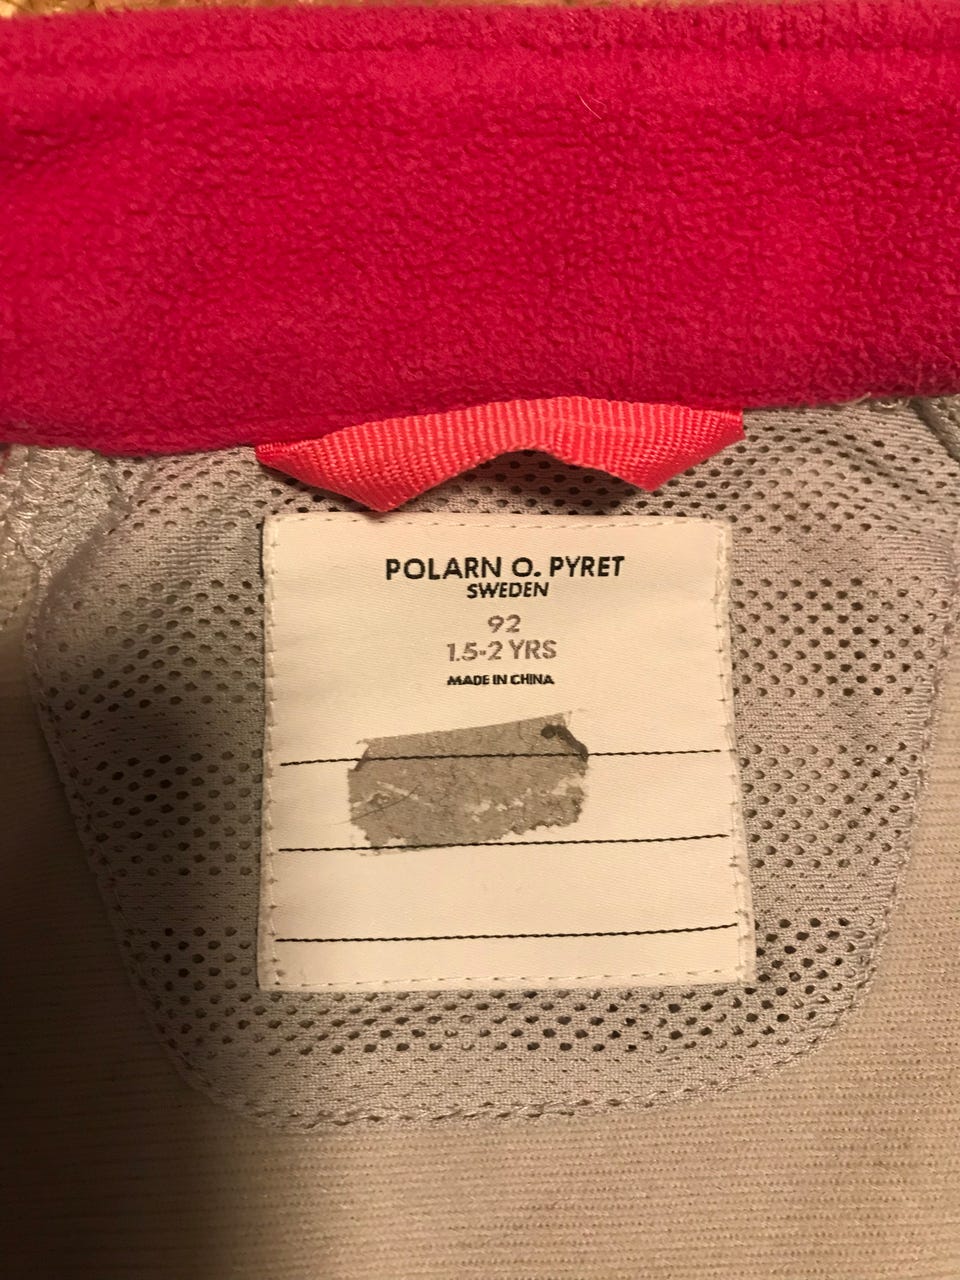 POLARN O. PYRET
SWEDEN
92
1.5-2 YRS
MADE IN CHINA